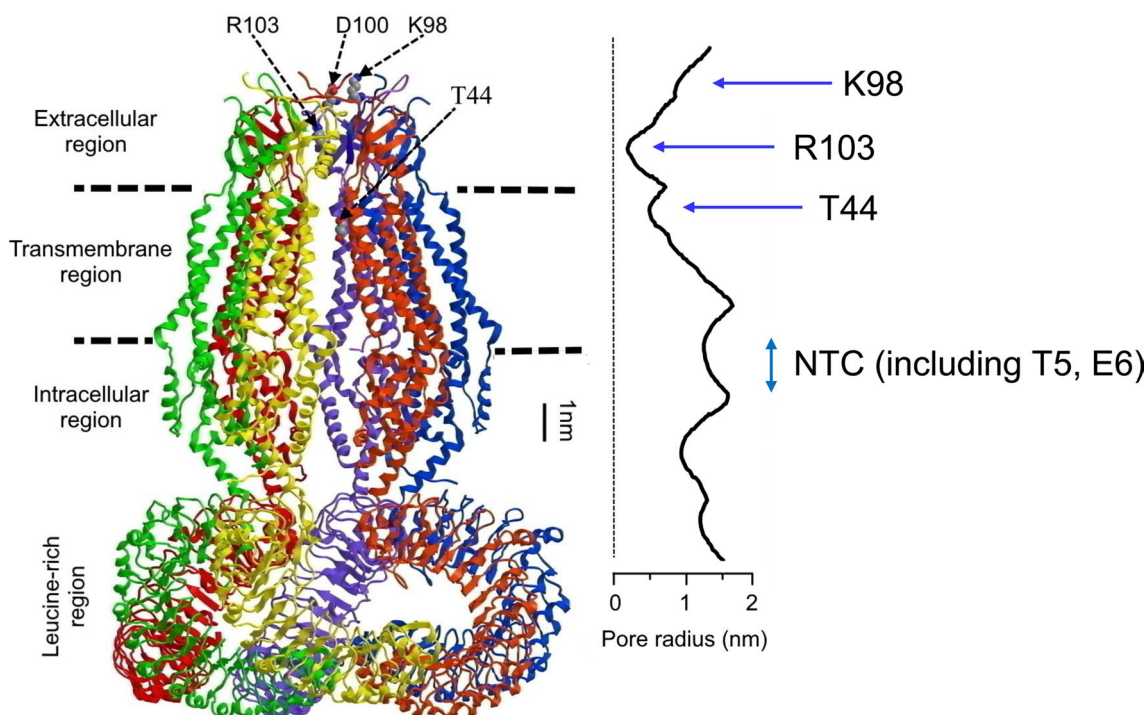 R103 D100 K98
T44
Extracellular
region
Transmembrane
region
Intracellular
region
1nm
Leucine-rich
region
K98
R103
T44
NTC (including T5, E6)
0 1 2
Pore radius (nm)